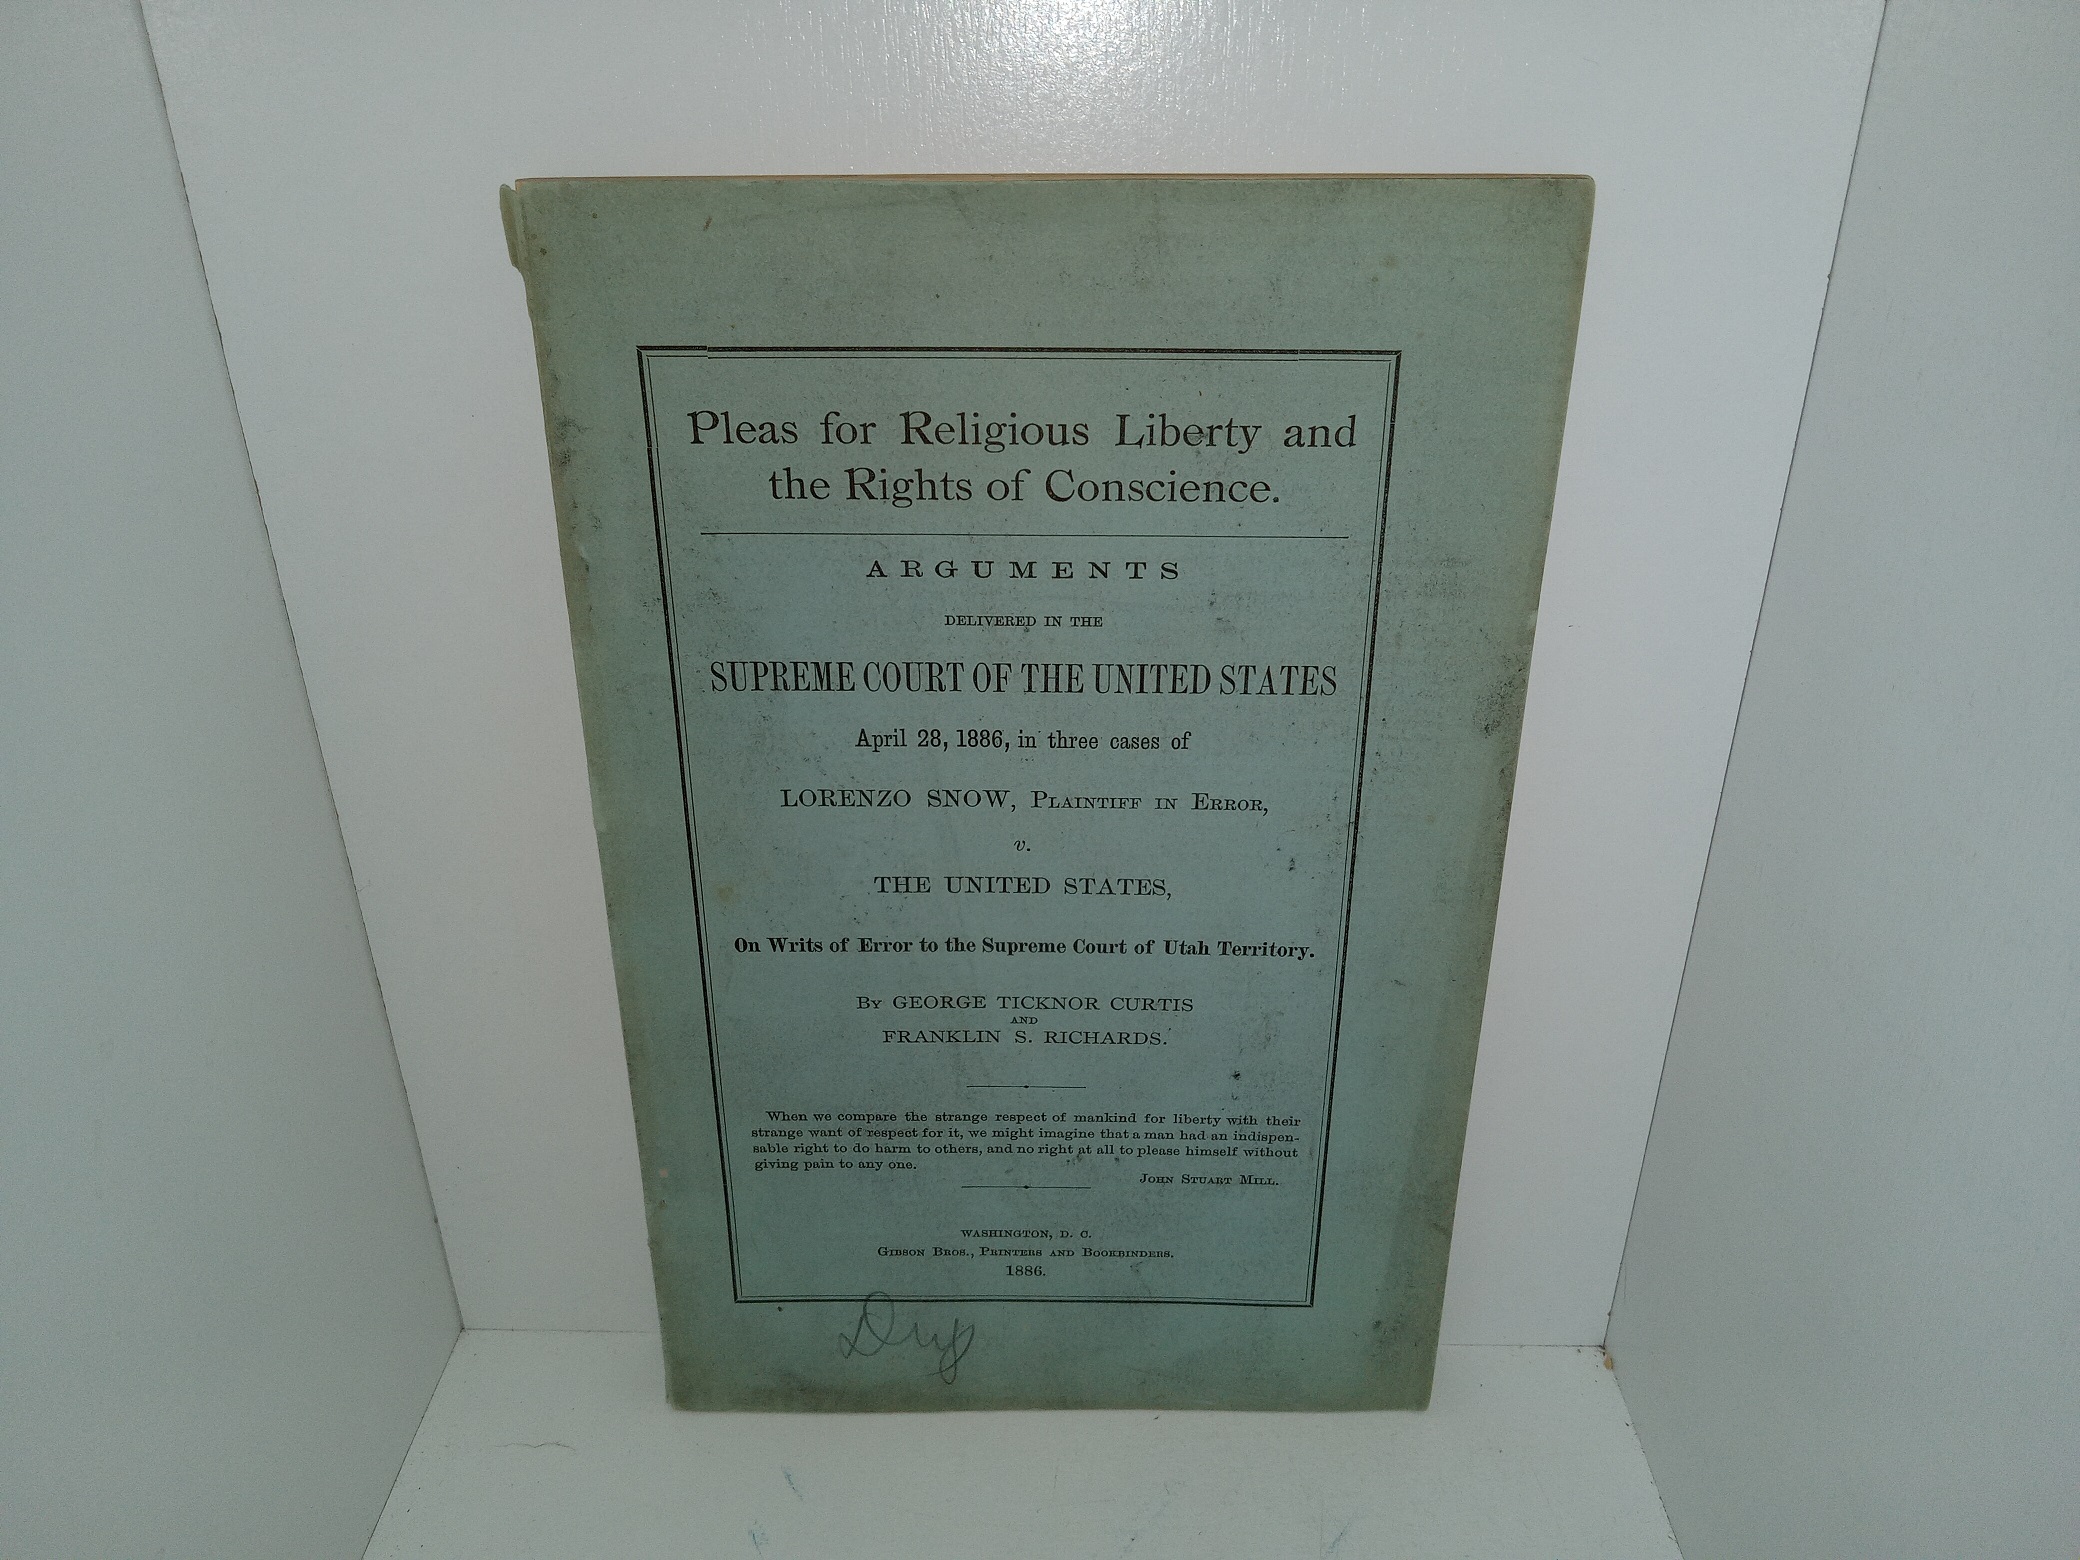 Pleas for Religious Liberty and
the Rights of Conscience.
ARGUMENTS
DELIVERED IN THE
SUPREME COURT OF THE UNITED STATES
April 28, 1886, in three cases of
LORENZO SNOW, PLAINTIFF IN ERROR,
v.
THE UNITED STATES,
On Writs of Error to the Supreme Court of Utah Territory.
BY GEORGE TICKNOR CURTIS
AND
FRANKLIN S. RICHARDS.
When we compare the strange respect of mankind for liberty with their
strange want of respect for it, we might imagine that a man had an indispen-
sable right to do harm to others, and no right at all to please himself without
giving pain to any one.
JOHN STUART MILL.
WASHINGTON, D. C.
GIBSON BROS., PRINTERS AND BOOKBINDERS.
1886.